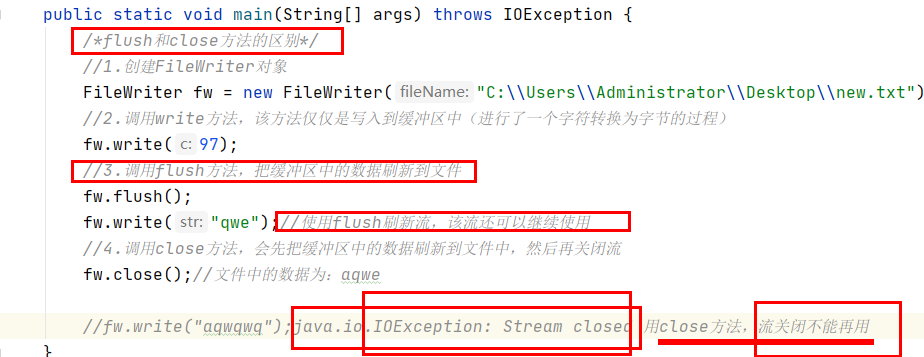 public static void main(String[] args) throws IOException {
/*flush和close方法的区别*/
//1.创建FileWriter对象
FileWriter fw = new FileWriter( fileName: "C:\\Users\\Administrator\\Desktop\\new.txt")
//2.调用write方法，该方法仅仅是写入到缓冲区中（进行了一个字符转换为字节的过程）
fw.write( c: 97);
//3.调用flush方法，把缓冲区中的数据刷新到文件
fw.flush();
fw.write( str: "qwe");//使用flush刷新流，该流还可以继续使用
//4.调用close方法，会先把缓冲区中的数据刷新到文件中，然后再关闭流
fw.close();//文件中的数据为：aqwe
//fw.write("aqwqwq");java.io.IOException: Stream closed 用close方法，流关闭不能再用
}